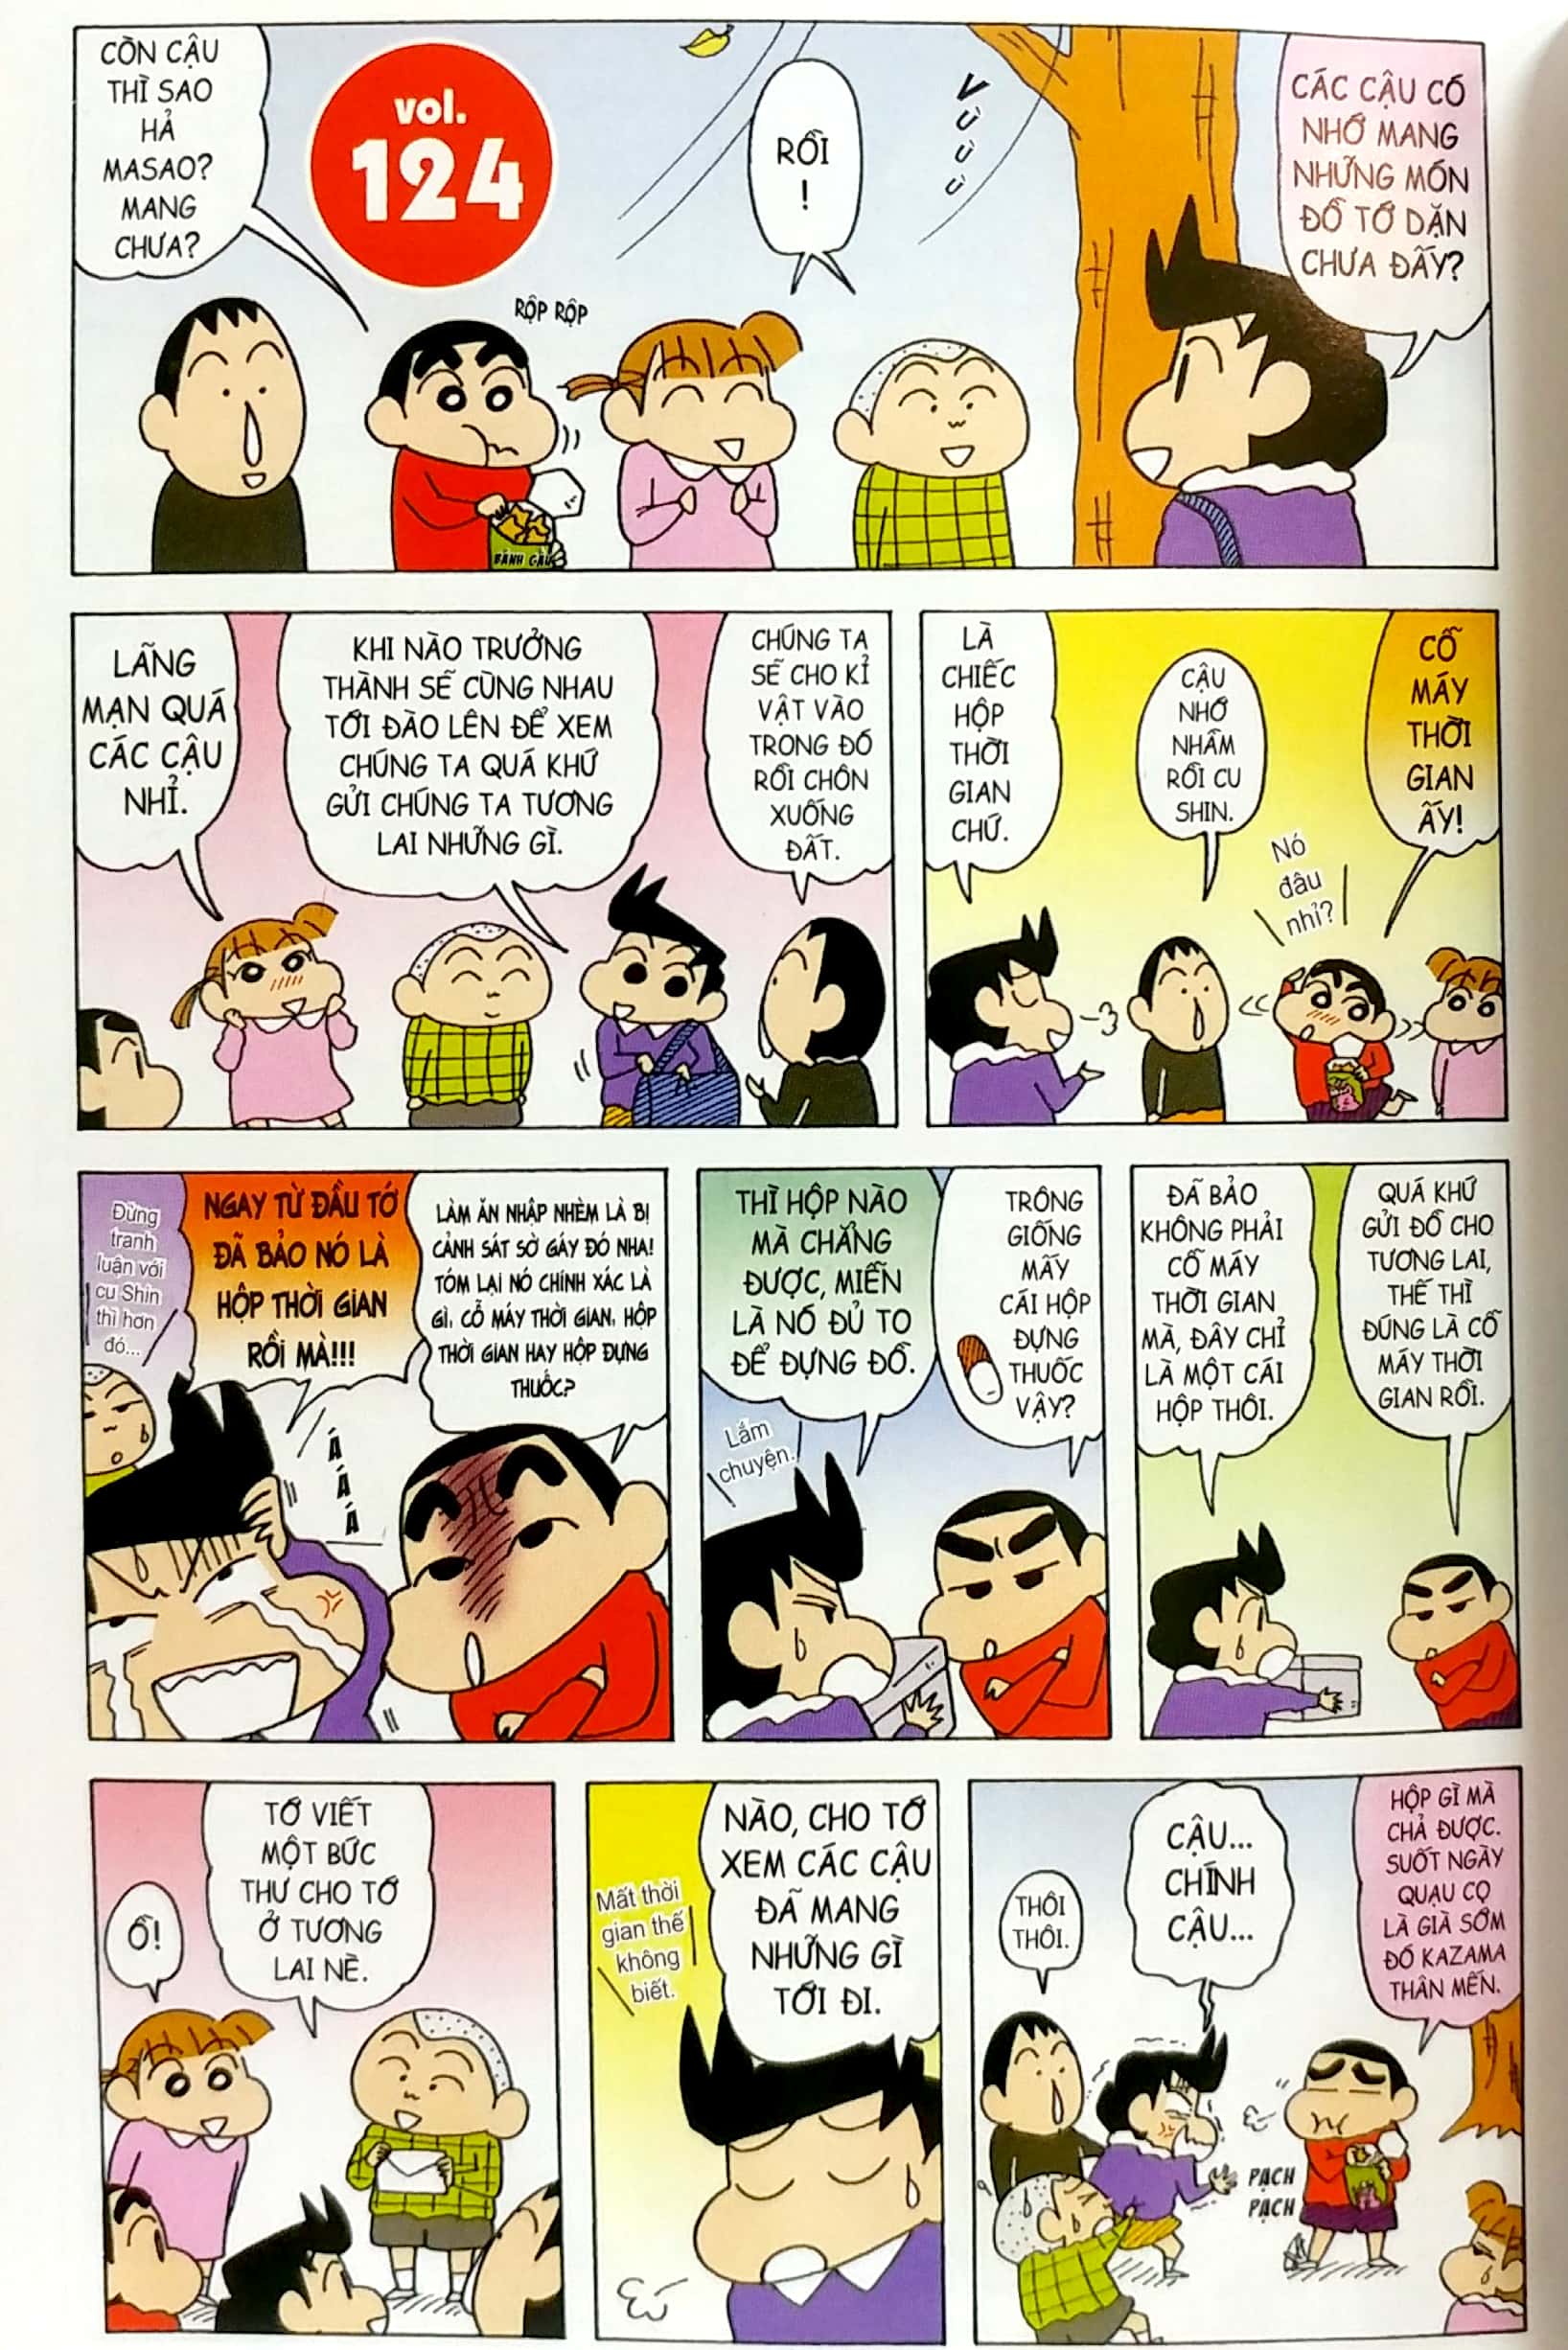 CÁC CẬU CÓ
NHỚ MANG
NHỮNG MÓN
ĐỒ TỚ DẶN
CHƯA ĐẤY?
VÙ
Ù
Ù
RỒI
!
vol.
124
RỘP RỘP
BÁNH GẤU
CÒN CẬU
THÌ SAO
HẢ
MASAO?
MANG
CHƯA?
CỖ
MÁY
THỜI
GIAN
ẤY!
Nó
đâu
nhỉ?
CẬU
NHỚ
NHẦM
RỒI CU
SHIN.
LÀ
CHIẾC
HỘP
THỜI
GIAN
CHỨ.
CHÚNG TA
SẼ CHO KỈ
VẬT VÀO
TRONG ĐÓ
RỒI CHÔN
XUỐNG
ĐẤT.
KHI NÀO TRƯỞNG
THÀNH SẼ CÙNG NHAU
TỚI ĐÀO LÊN ĐỂ XEM
CHÚNG TA QUÁ KHỨ
GỬI CHÚNG TA TƯƠNG
LAI NHỮNG GÌ.
LÃNG
MẠN QUÁ
CÁC CẬU
NHỈ.
QUÁ KHỨ
GỬI ĐỒ CHO
TƯƠNG LAI,
THẾ THÌ
ĐÚNG LÀ CỖ
MÁY THỜI
GIAN RỒI.
ĐÃ BẢO
KHÔNG PHẢI
CỖ MÁY
THỜI GIAN
MÀ, ĐÂY CHỈ
LÀ MỘT CÁI
HỘP THÔI.
TRÔNG
GIỐNG
MẤY
CÁI HỘP
ĐỰNG
THUỐC
VẬY?
THÌ HỘP NÀO
MÀ CHẲNG
ĐƯỢC, MIỄN
LÀ NÓ ĐỦ TO
ĐỂ ĐỰNG ĐỒ.
Lắm
chuyện.
LÀM ĂN NHẬP NHÈM LÀ BỊ
CẢNH SÁT SỜ GÁY ĐÓ NHA!
TÓM LẠI NÓ CHÍNH XÁC LÀ
GÌ, CỖ MÁY THỜI GIAN, HỘP
THỜI GIAN HAY HỘP ĐỰNG
THUỐC?
NGAY TỪ ĐẦU TỚ
ĐÃ BẢO NÓ LÀ
HỘP THỜI GIAN
RỒI MÀ!!!
Á
Á
Á
Đừng
tranh
luận với
cu Shin
thì hơn
đó...
HỘP GÌ MÀ
CHẢ ĐƯỢC.
SUỐT NGÀY
QUẠU CỌ
LÀ GIÀ SỚM
ĐÓ KAZAMA
THÂN MẾN.
CẬU...
CHÍNH
CẬU...
THÔI
THÔI.
PẠCH
PẠCH
NÀO, CHO TỚ
XEM CÁC CẬU
ĐÃ MANG
NHỮNG GÌ
TỚI ĐI.
Mất thời
gian thế
không
biết.
TỚ VIẾT
MỘT BỨC
THƯ CHO TỚ
Ở TƯƠNG
LAI NÈ.
Ồ!